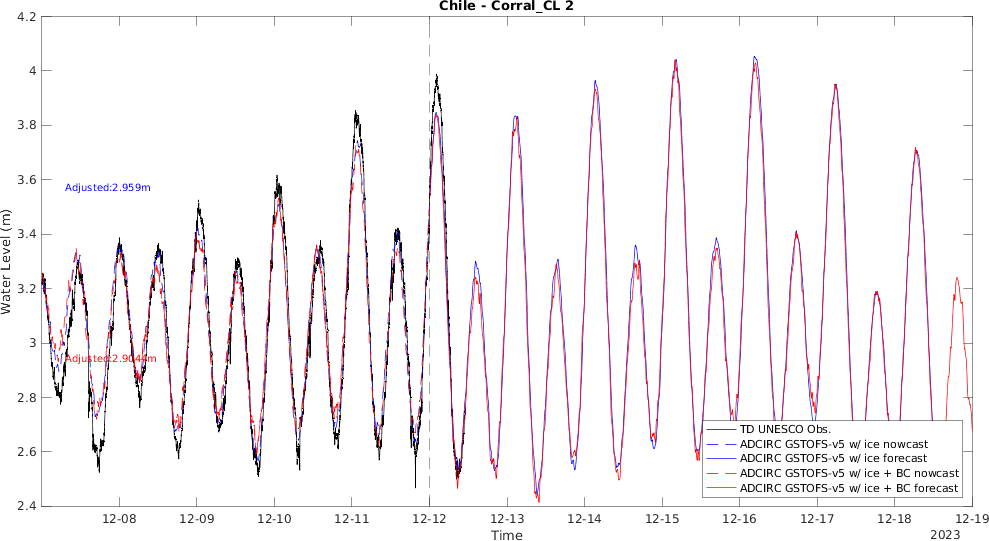 Chile - Corral_CL 2
4.2
4
3.8
3.6
3.4
3.2
3
2.8
2.6
2.4
Water Level (m)
Adjusted:2.959m
Adjusted:2.9044m
TD UNESCO Obs.
ADCIRC GSTOFS-v5 w/ ice nowcast
ADCIRC GSTOFS-v5 w/ ice forecast
ADCIRC GSTOFS-v5 w/ ice + BC nowcast
ADCIRC GSTOFS-v5 w/ ice + BC forecast
12-08 12-09 12-10 12-11 12-12 12-13 12-14 12-15 12-16 12-17 12-18 12-19
Time
2023